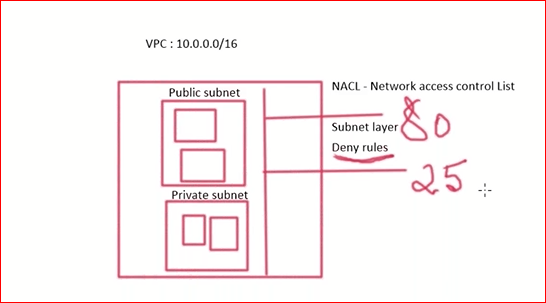 VPC : 10.0.0.0/16
Public subnet
NACL - Network access control List
80
Subnet layer
Deny rules
25
Private subnet